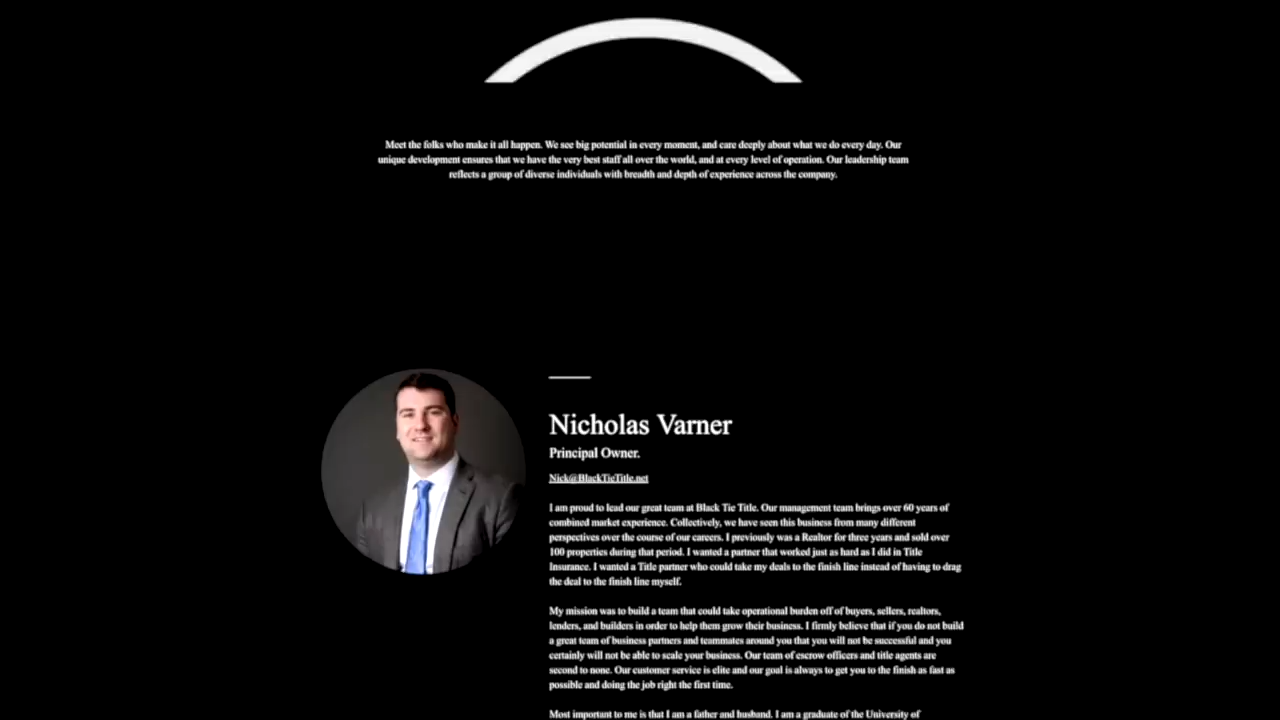 Meet the folks who make it all happen. We see big potential in every moment, and care deeply about what we do every day. Our
unique development ensures that we have the very best staff all over the world, and at every level of operation. Our leadership team
reflects a group of diverse individuals with breadth and depth of experience across the company.
Nicholas Varner
Principal Owner.
Nick@BlackTieTitle.net
I am proud to lead our great team at Black Tie Title. Our management team brings over 60 years of
combined market experience. Collectively, we have seen this business from many different
perspectives over the course of our careers. I previously was a Realtor for three years and sold over
100 properties during that period. I wanted a partner that worked just as hard as I did in Title
Insurance. I wanted a Title partner who could take my deals to the finish line instead of having to drag
the deal to the finish line myself.
My mission was to build a team that could take operational burden off of buyers, sellers, realtors,
lenders, and builders in order to help them grow their business. I firmly believe that if you do not build
a great team of business partners and teammates around you that you will not be successful and you
certainly will not be able to scale your business. Our team of escrow officers and title agents are
second to none. Our customer service is elite and our goal is always to get you to the finish as fast as
possible and doing the job right the first time.
Most important to me is that I am a father and husband. I am a graduate of the University of